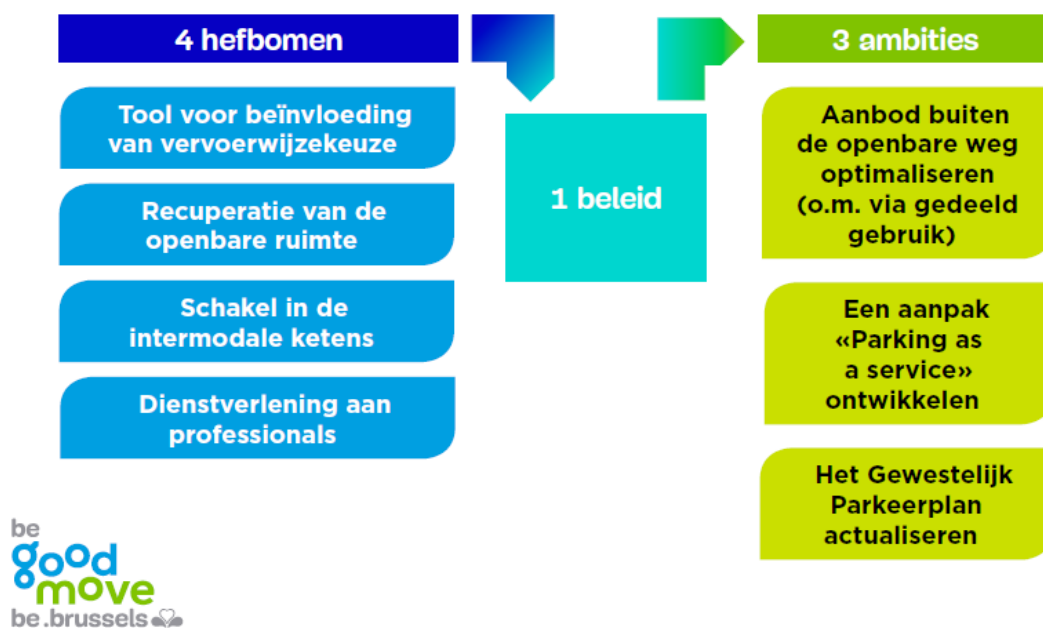 4 hefbomen
Tool voor beïnvloeding
van vervoerwijzekeuze
Recuperatie van de
openbare ruimte
Schakel in de
intermodale ketens
Dienstverlening aan
professionals
1 beleid
3 ambities
Aanbod buiten
de openbare weg
optimaliseren
(o.m. via gedeeld
gebruik)
Een aanpak
«Parking as
a service»
ontwikkelen
Het Gewestelijk
Parkeerplan
actualiseren
be
good
move
be.brussels